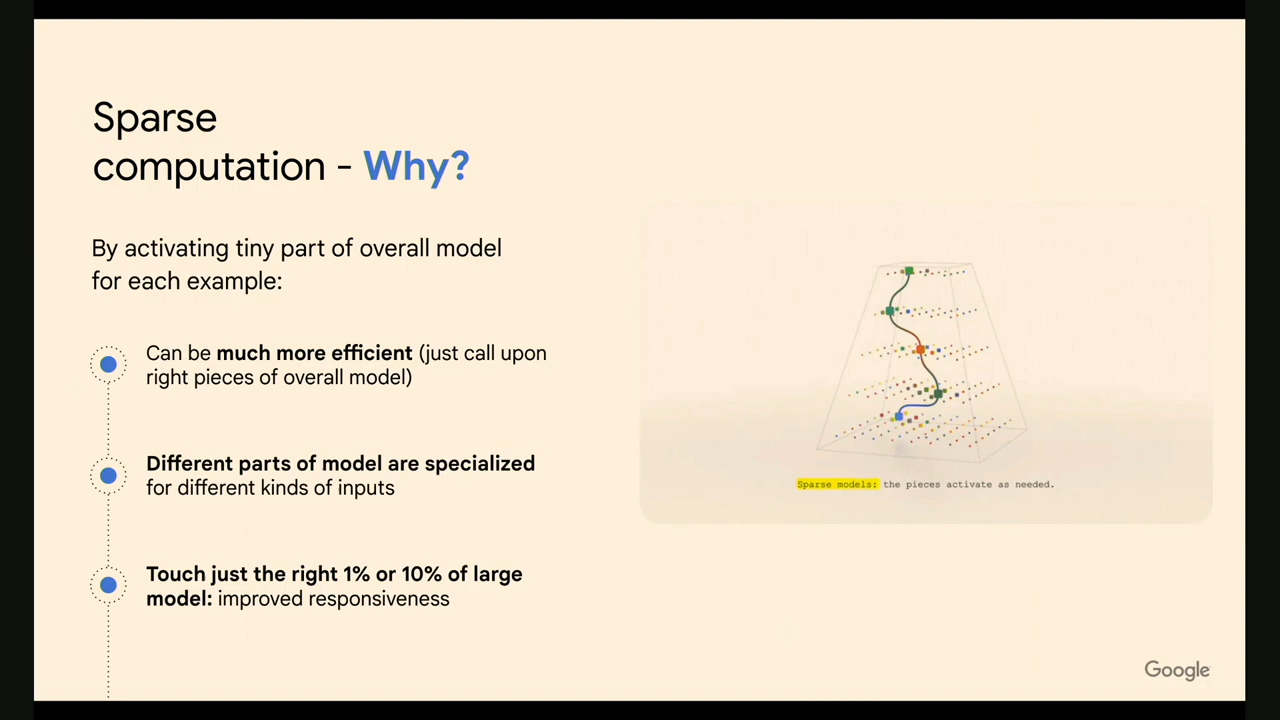 Sparse
computation - Why?
By activating tiny part of overall model
for each example:
Can be much more efficient (just call upon
right pieces of overall model)
Different parts of model are specialized
for different kinds of inputs
Touch just the right 1% or 10% of large
model: improved responsiveness
Sparse models: the pieces activate as needed.
Google